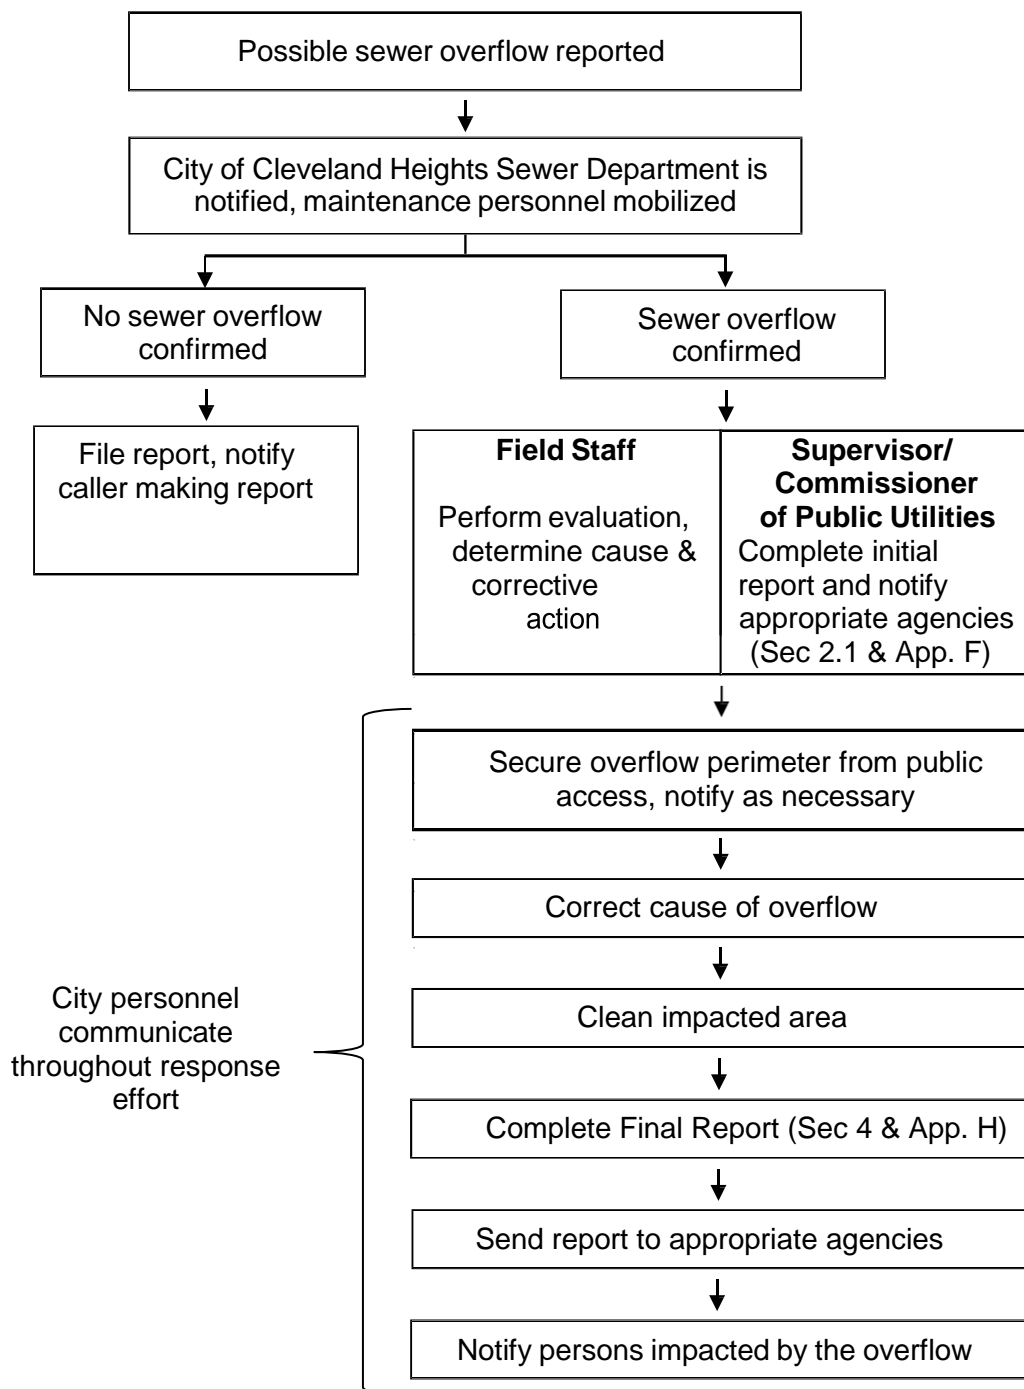 Possible sewer overflow reported
City of Cleveland Heights Sewer Department is
notified, maintenance personnel mobilized
No sewer overflow
confirmed
Sewer overflow
confirmed
File report, notify
caller making report
Field Staff
Perform evaluation,
determine cause &
corrective
action
Supervisor/
Commissioner
of Public Utilities
Complete initial
report and notify
appropriate agencies
(Sec 2.1 & App. F)
Secure overflow perimeter from public
access, notify as necessary
Correct cause of overflow
Clean impacted area
City personnel
communicate
throughout response
effort
Complete Final Report (Sec 4 & App. H)
Send report to appropriate agencies
Notify persons impacted by the overflow